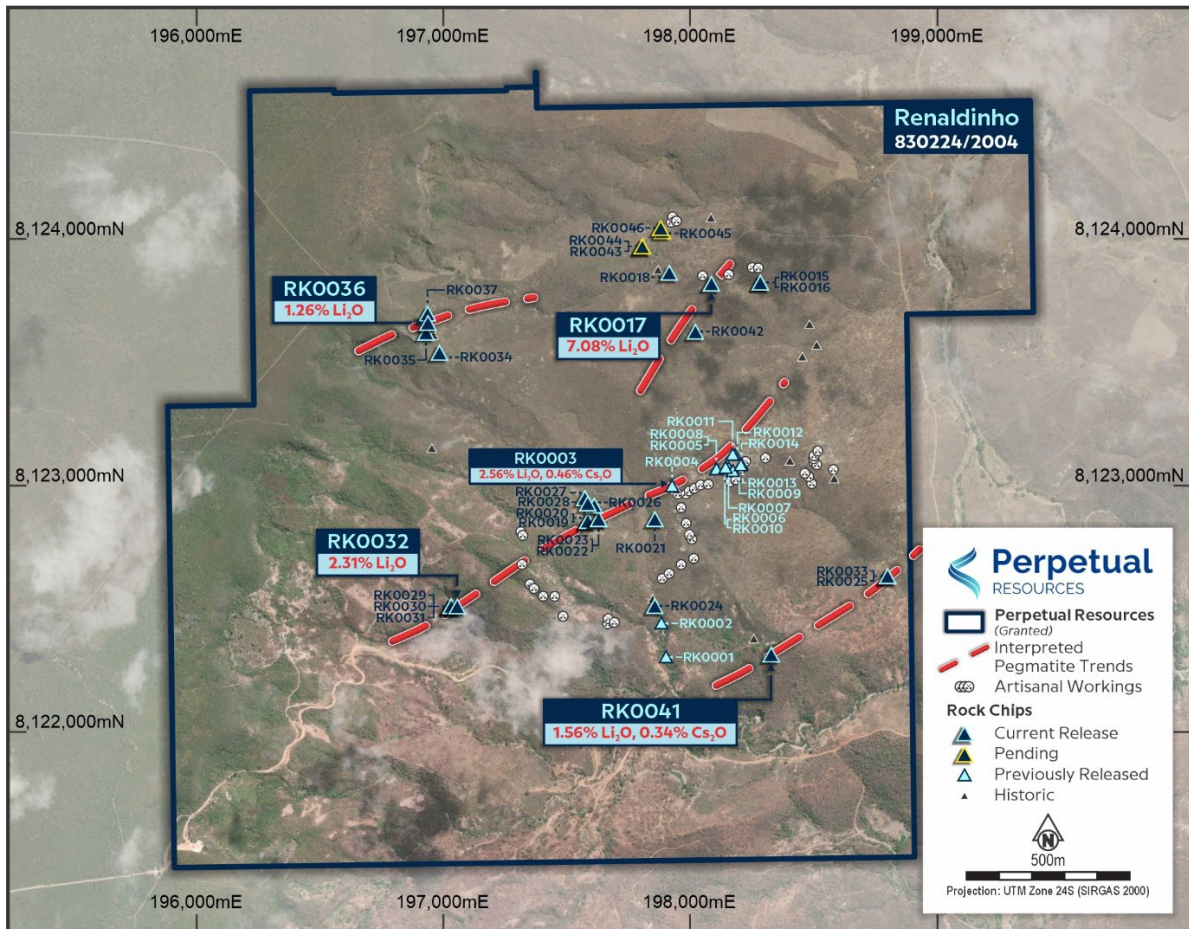 196,000mE
197,000mE
198,000mE
199,000mE
Renaldinho
830224/2004
8,124,000mN
8,124,000mN
RK0046
RK0045
RK0044
RK0043
RK0018
RK0015
RK0016
RK0036
1.26% Li₂O
RK0037
RK0035
RK0034
RK0017
7.08% Li₂O
RK0042
RK0011
RK0008
RK0005
RK0012
RK0014
RK0003
2.56% Li₂O, 0.46% Cs₂O
RK0004
8,123,000mN
8,123,000mN
RK0013
RK0009
RK0007
RK0006
RK0010
RK0027
RK0028
RK0026
RK0020
RK0019
RK0023
RK0022
RK0021
RK0032
2.31% Li₂O
RK0033
RK0025
RK0029
RK0030
RK0031
RK0024
RK0002
RK0001
RK0041
1.56% Li₂O, 0.34% Cs₂O
8,122,000mN
Perpetual
RESOURCES
Perpetual Resources
(Granted)
Interpreted
Pegmatite Trends
Artisanal Workings
Rock Chips
Current Release
Pending
Previously Released
Historic
N
500m
Projection: UTM Zone 24S (SIRGAS 2000)
196,000mE
197,000mE
198,000mE
199,000mE